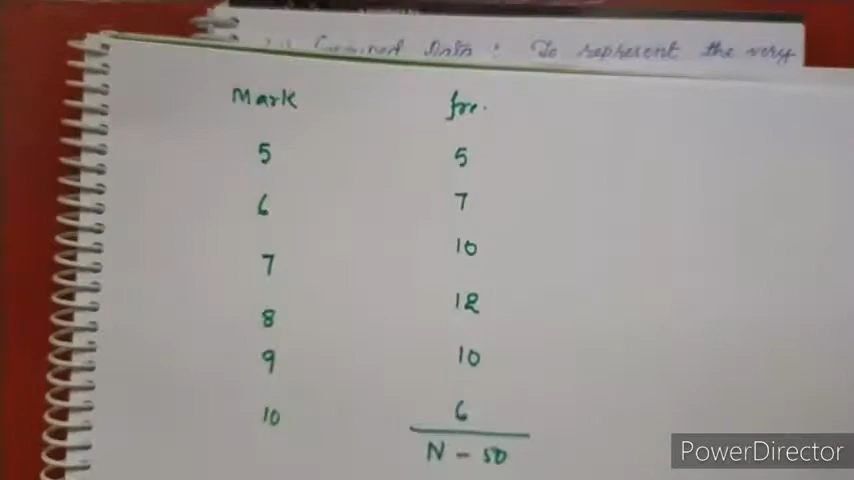 Data : To represent the very
Mark fre.
5 5
6 7
7 10
8 12
9 10
10 6
N - 50
PowerDirector